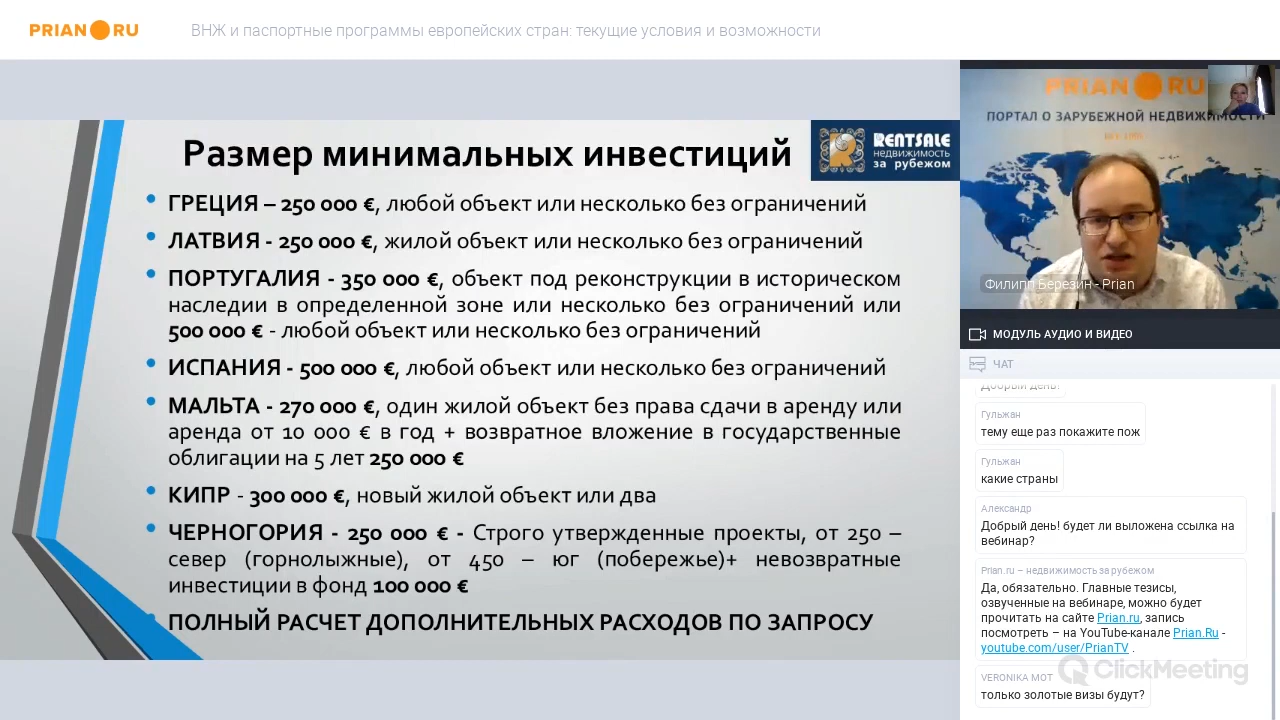 PRIAN RU
ВНЖ и паспортные программы европейских стран: текущие условия и возможности
Размер минимальных инвестиций
RENTSALE
НЕДВИЖИМОСТЬ
за рубежом
• ГРЕЦИЯ – 250 000 €, любой объект или несколько без ограничений
• ЛАТВИЯ - 250 000 €, жилой объект или несколько без ограничений
• ПОРТУГАЛИЯ - 350 000 €, объект под реконструкции в историческом
наследии в определенной зоне или несколько без ограничений или
500 000 € - любой объект или несколько без ограничений
• ИСПАНИЯ - 500 000 €, любой объект или несколько без ограничений
• МАЛЬТА - 270 000 €, один жилой объект без права сдачи в аренду или
аренда от 10 000 € в год + возвратное вложение в государственные
облигации на 5 лет 250 000 €
• КИПР - 300 000 €, новый жилой объект или два
• ЧЕРНОГОРИЯ - 250 000 € - Строго утвержденные проекты, от 250 –
север (горнолыжные), от 450 – юг (побережье)+ невозвратные
инвестиции в фонд 100 000 €
• ПОЛНЫЙ РАСЧЕТ ДОПОЛНИТЕЛЬНЫХ РАСХОДОВ ПО ЗАПРОСУ
PRIAN RU
ПОРТАЛ О ЗАРУБЕЖНОЙ НЕДВИЖИМОСТИ
Филипп Березин - Prian
МОДУЛЬ АУДИО И ВИДЕО
ЧАТ
Добрый день!
Гульжан
тему еще раз покажите пож
Гульжан
какие страны
Александр
Добрый день! будет ли выложена ссылка на
вебинар?
Prian.ru – недвижимость за рубежом
Да, обязательно. Главные тезисы,
озвученные на вебинаре, можно будет
прочитать на сайте Prian.ru, запись
посмотреть – на YouTube-канале Prian.Ru -
youtube.com/user/PrianTV .
ClickMeeting
VERONIKA MOT
только золотые визы будут?